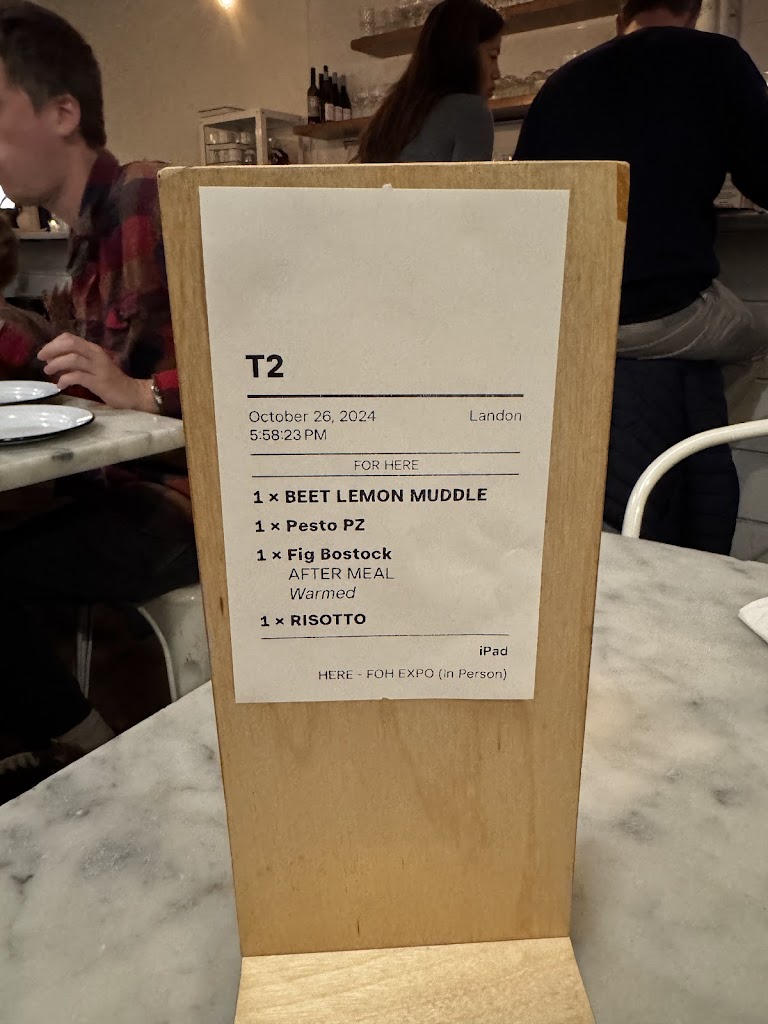 T2
October 26, 2024 Landon
5:58:23 PM
FOR HERE
1 × BEET LEMON MUDDLE
1 × Pesto PZ
1 × Fig Bostock
AFTER MEAL
Warmed
1 × RISOTTO
iPad
HERE - FOH EXPO (In Person)